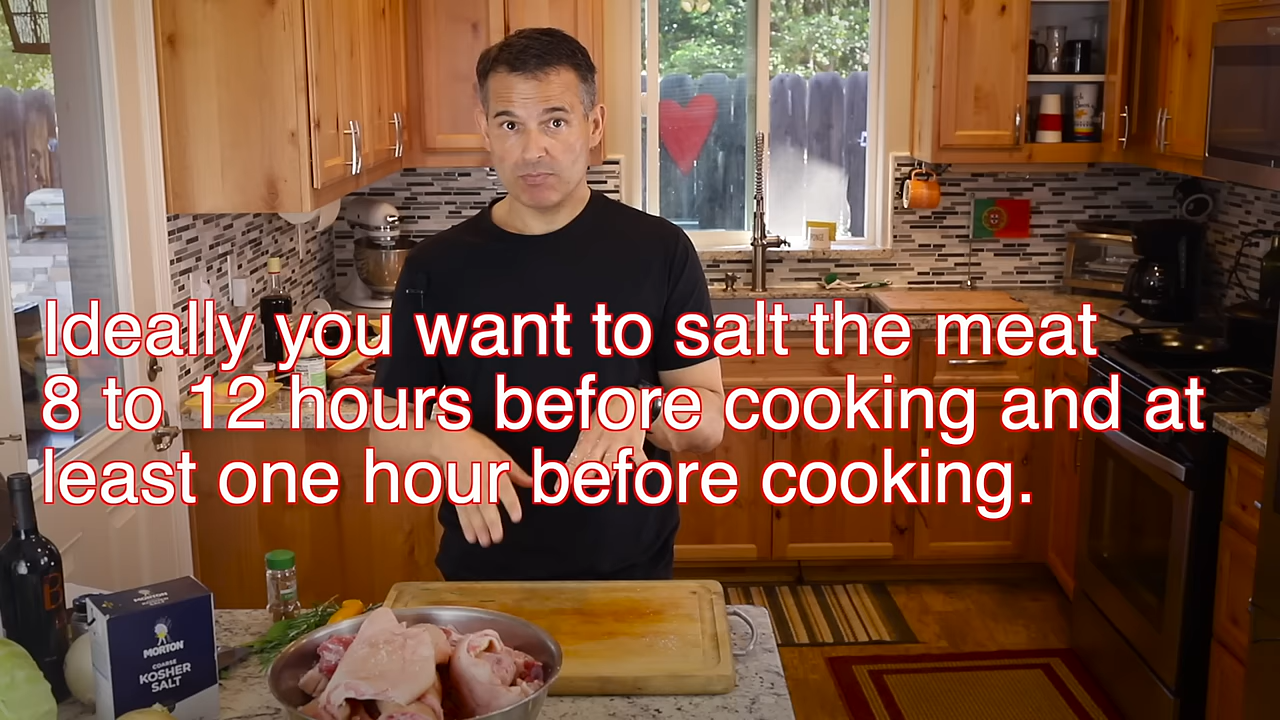 Ideally you want to salt the meat
8 to 12 hours before cooking and at
least one hour before cooking.
MORTON
COARSE
KOSHER
SALT